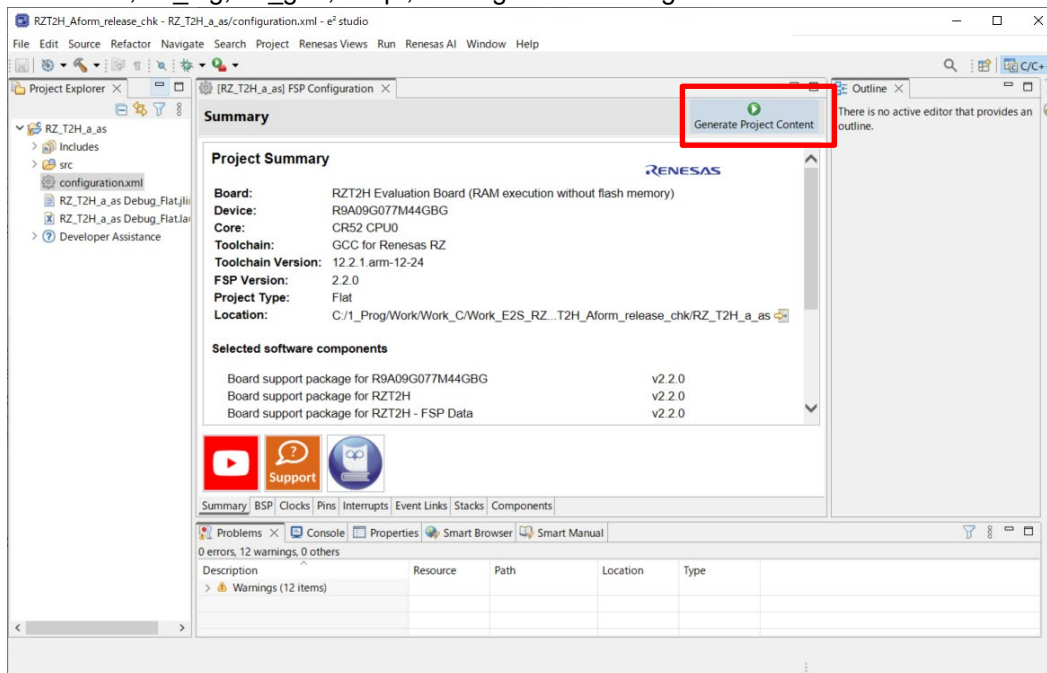 RZT2H_Aform_release_chk - RZ_T2H_a_as/configuration.xml - e² studio
File Edit Source Refactor Navigate Search Project Renesas Views Run Renesas AI Window Help
C/C+
Project Explorer
[RZ_T2H_a_as] FSP Configuration
Outline
RZ_T2H_a_as
Includes
src
configuration.xml
RZ_T2H_a_as Debug_Flat.jli
RZ_T2H_a_as Debug_Flat.la
Developer Assistance
Summary
Generate Project Content
There is no active editor that provides an
outline.
Project Summary
RENESAS
Board: RZT2H Evaluation Board (RAM execution without flash memory)
Device: R9A09G077M44GBG
Core: CR52 CPU0
Toolchain: GCC for Renesas RZ
Toolchain Version: 12.2.1.arm-12-24
FSP Version: 2.2.0
Project Type: Flat
Location: C:/1_Prog/Work/Work_C/Work_E2S_RZ...T2H_Aform_release_chk/RZ_T2H_a_as
Selected software components
Board support package for R9A09G077M44GBG v2.2.0
Board support package for RZT2H v2.2.0
Board support package for RZT2H - FSP Data v2.2.0
Support
Summary BSP Clocks Pins Interrupts Event Links Stacks Components
Problems Console Properties Smart Browser Smart Manual
0 errors, 12 warnings, 0 others
Description Resource Path Location Type
Warnings (12 items)